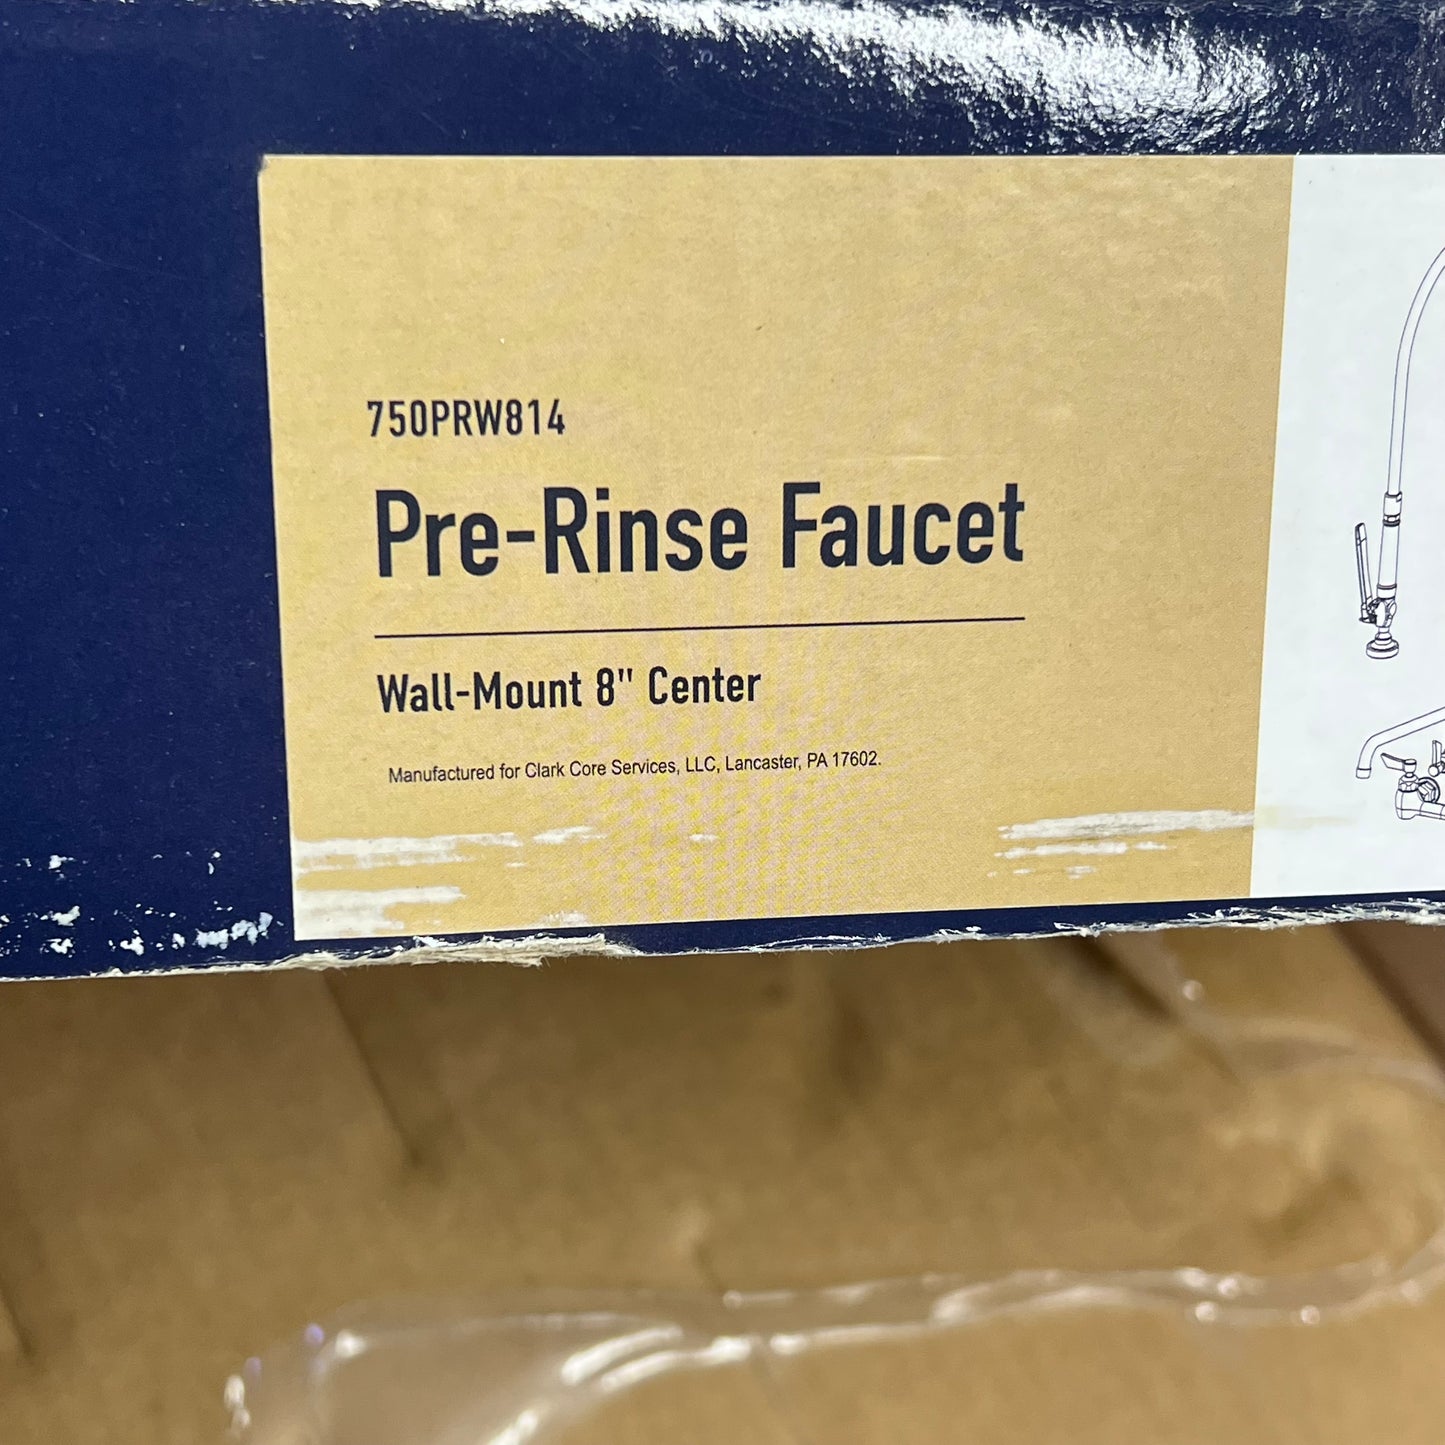 750PRW814
Pre-Rinse Faucet
Wall-Mount 8" Center
Manufactured for Clark Core Services, LLC, Lancaster, PA 17602.